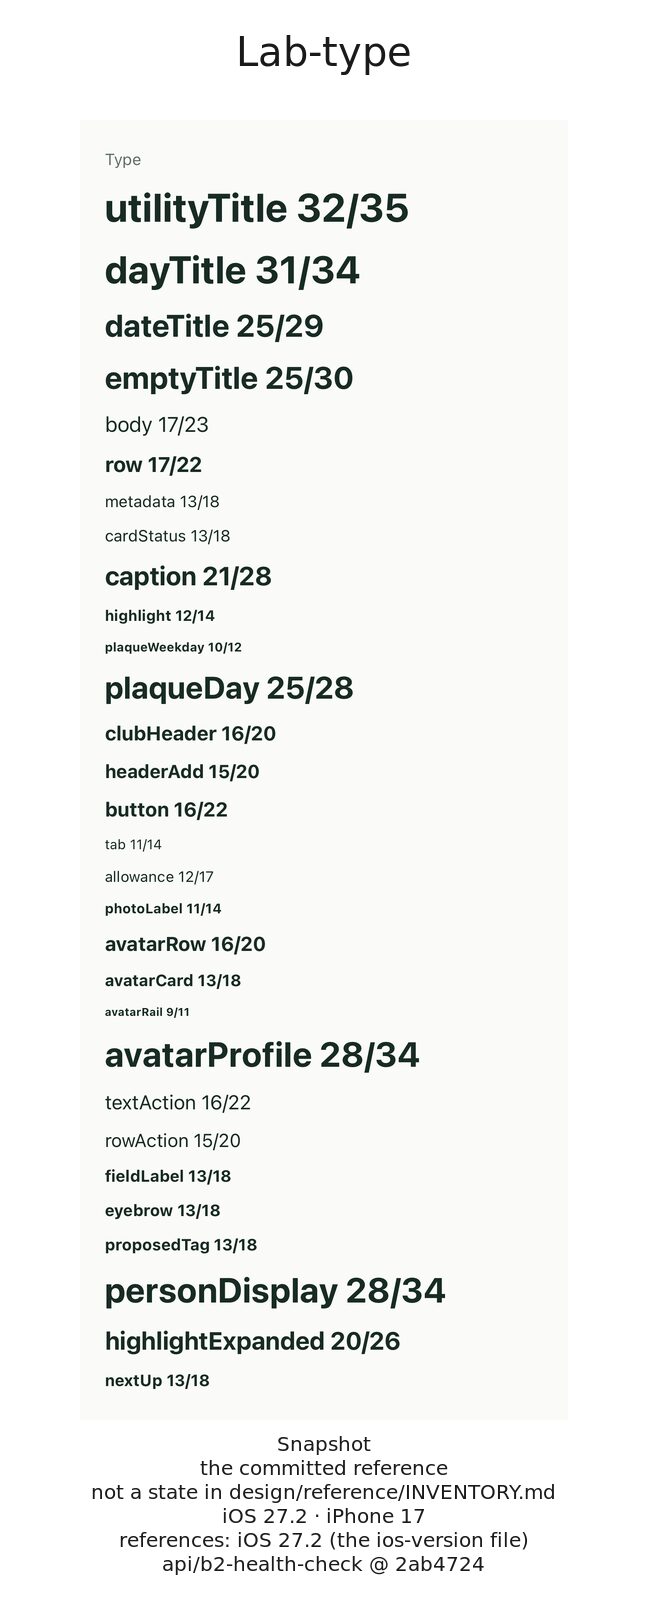 Lab-type
Type
utilityTitle 32/35
dayTitle 31/34
dateTitle 25/29
emptyTitle 25/30
body 17/23
row 17/22
metadata 13/18
cardStatus 13/18
caption 21/28
highlight 12/14
plaqueWeekday 10/12
plaqueDay 25/28
clubHeader 16/20
headerAdd 15/20
button 16/22
tab 11/14
allowance 12/17
photoLabel 11/14
avatarRow 16/20
avatarCard 13/18
avatarRail 9/11
avatarProfile 28/34
textAction 16/22
rowAction 15/20
fieldLabel 13/18
eyebrow 13/18
proposedTag 13/18
personDisplay 28/34
highlightExpanded 20/26
nextUp 13/18
Snapshot
the committed reference
not a state in design/reference/INVENTORY.md
iOS 27.2 · iPhone 17
references: iOS 27.2 (the ios-version file)
api/b2-health-check @ 2ab4724